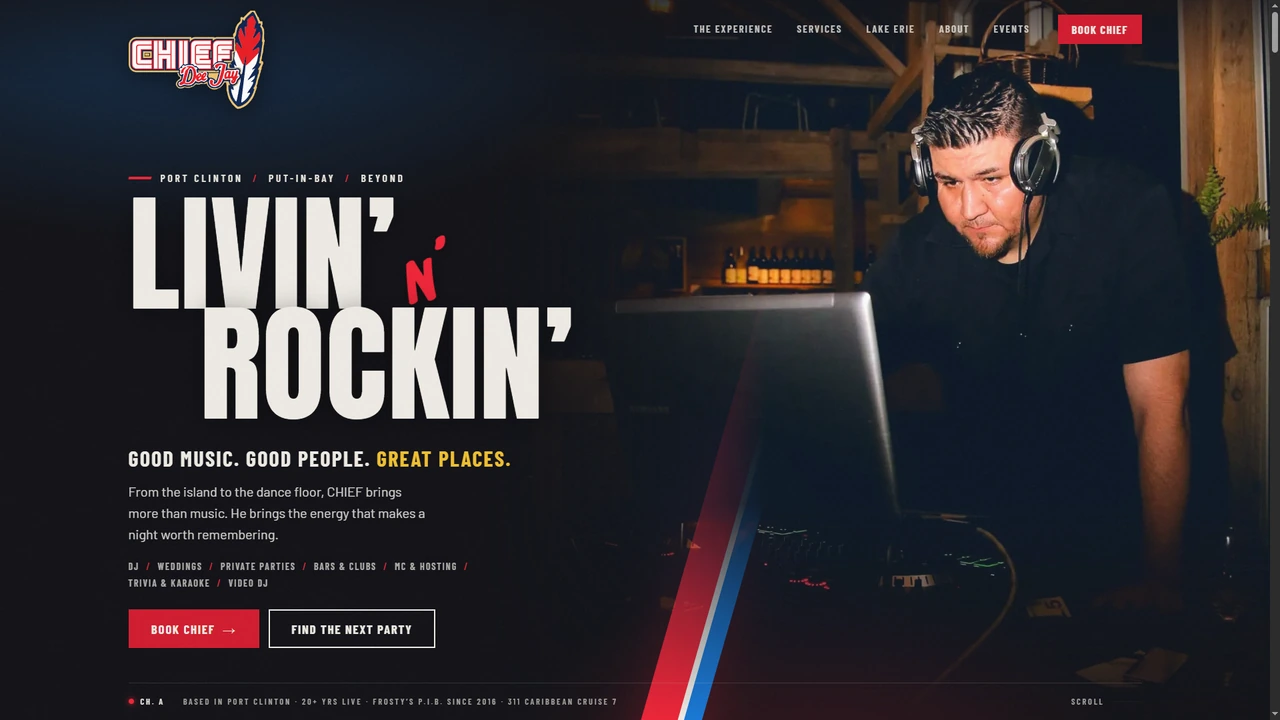 CHIEF
Dee Jay
THE EXPERIENCE SERVICES LAKE ERIE ABOUT EVENTS BOOK CHIEF
PORT CLINTON / PUT-IN-BAY / BEYOND
LIVIN’
N’
ROCKIN’
GOOD MUSIC. GOOD PEOPLE. GREAT PLACES.
From the island to the dance floor, CHIEF brings
more than music. He brings the energy that makes a
night worth remembering.
DJ / WEDDINGS / PRIVATE PARTIES / BARS & CLUBS / MC & HOSTING /
TRIVIA & KARAOKE / VIDEO DJ
BOOK CHIEF → FIND THE NEXT PARTY
CH. A BASED IN PORT CLINTON · 20+ YRS LIVE · FROSTY'S P.I.B. SINCE 2016 · 311 CARIBBEAN CRUISE 7 SCROLL